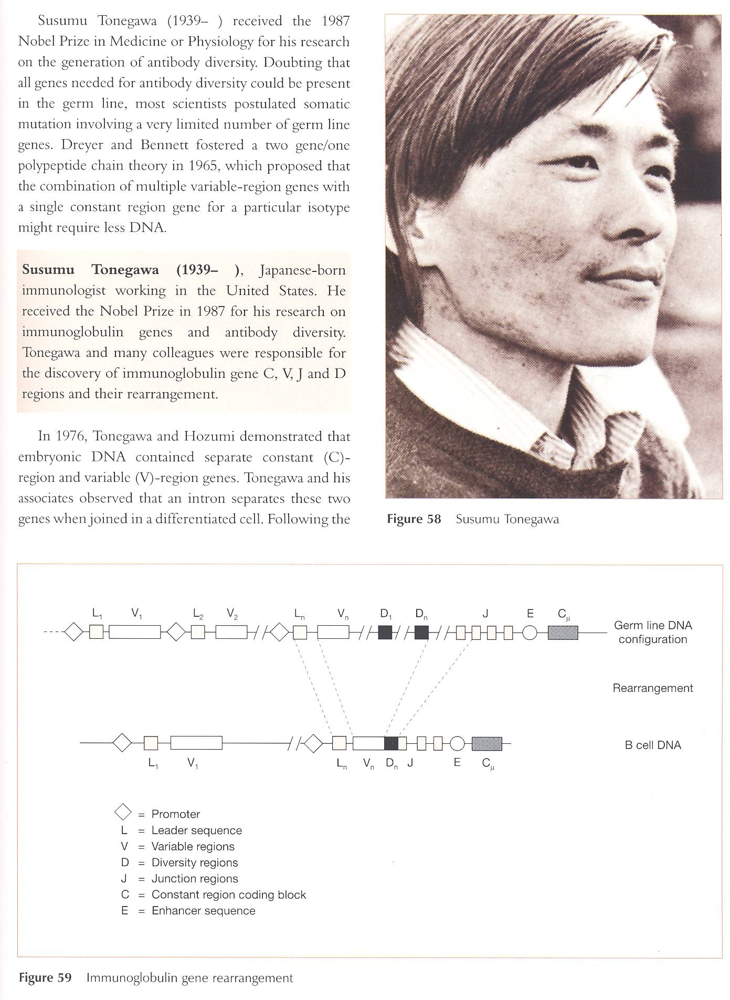 Susumu Tonegawa (1939– ) received the 1987
Nobel Prize in Medicine or Physiology for his research
on the generation of antibody diversity. Doubting that
all genes needed for antibody diversity could be present
in the germ line, most scientists postulated somatic
mutation involving a very limited number of germ line
genes. Dreyer and Bennett fostered a two gene/one
polypeptide chain theory in 1965, which proposed that
the combination of multiple variable-region genes with
a single constant region gene for a particular isotype
might require less DNA.
Susumu Tonegawa (1939– ), Japanese-born
immunologist working in the United States. He
received the Nobel Prize in 1987 for his research on
immunoglobulin genes and antibody diversity.
Tonegawa and many colleagues were responsible for
the discovery of immunoglobulin gene C, V, J and D
regions and their rearrangement.
In 1976, Tonegawa and Hozumi demonstrated that
embryonic DNA contained separate constant (C)-
region and variable (V)-region genes. Tonegawa and his
associates observed that an intron separates these two
genes when joined in a differentiated cell. Following the
Figure 58 Susumu Tonegawa
L1 V1 L2 V2 Ln Vn D1 Dn J E Cμ
Germ line DNA
configuration
Rearrangement
B cell DNA
L1 V1 Ln Vn Dn J E Cμ
= Promoter
L = Leader sequence
V = Variable regions
D = Diversity regions
J = Junction regions
C = Constant region coding block
E = Enhancer sequence
Figure 59 Immunoglobulin gene rearrangement